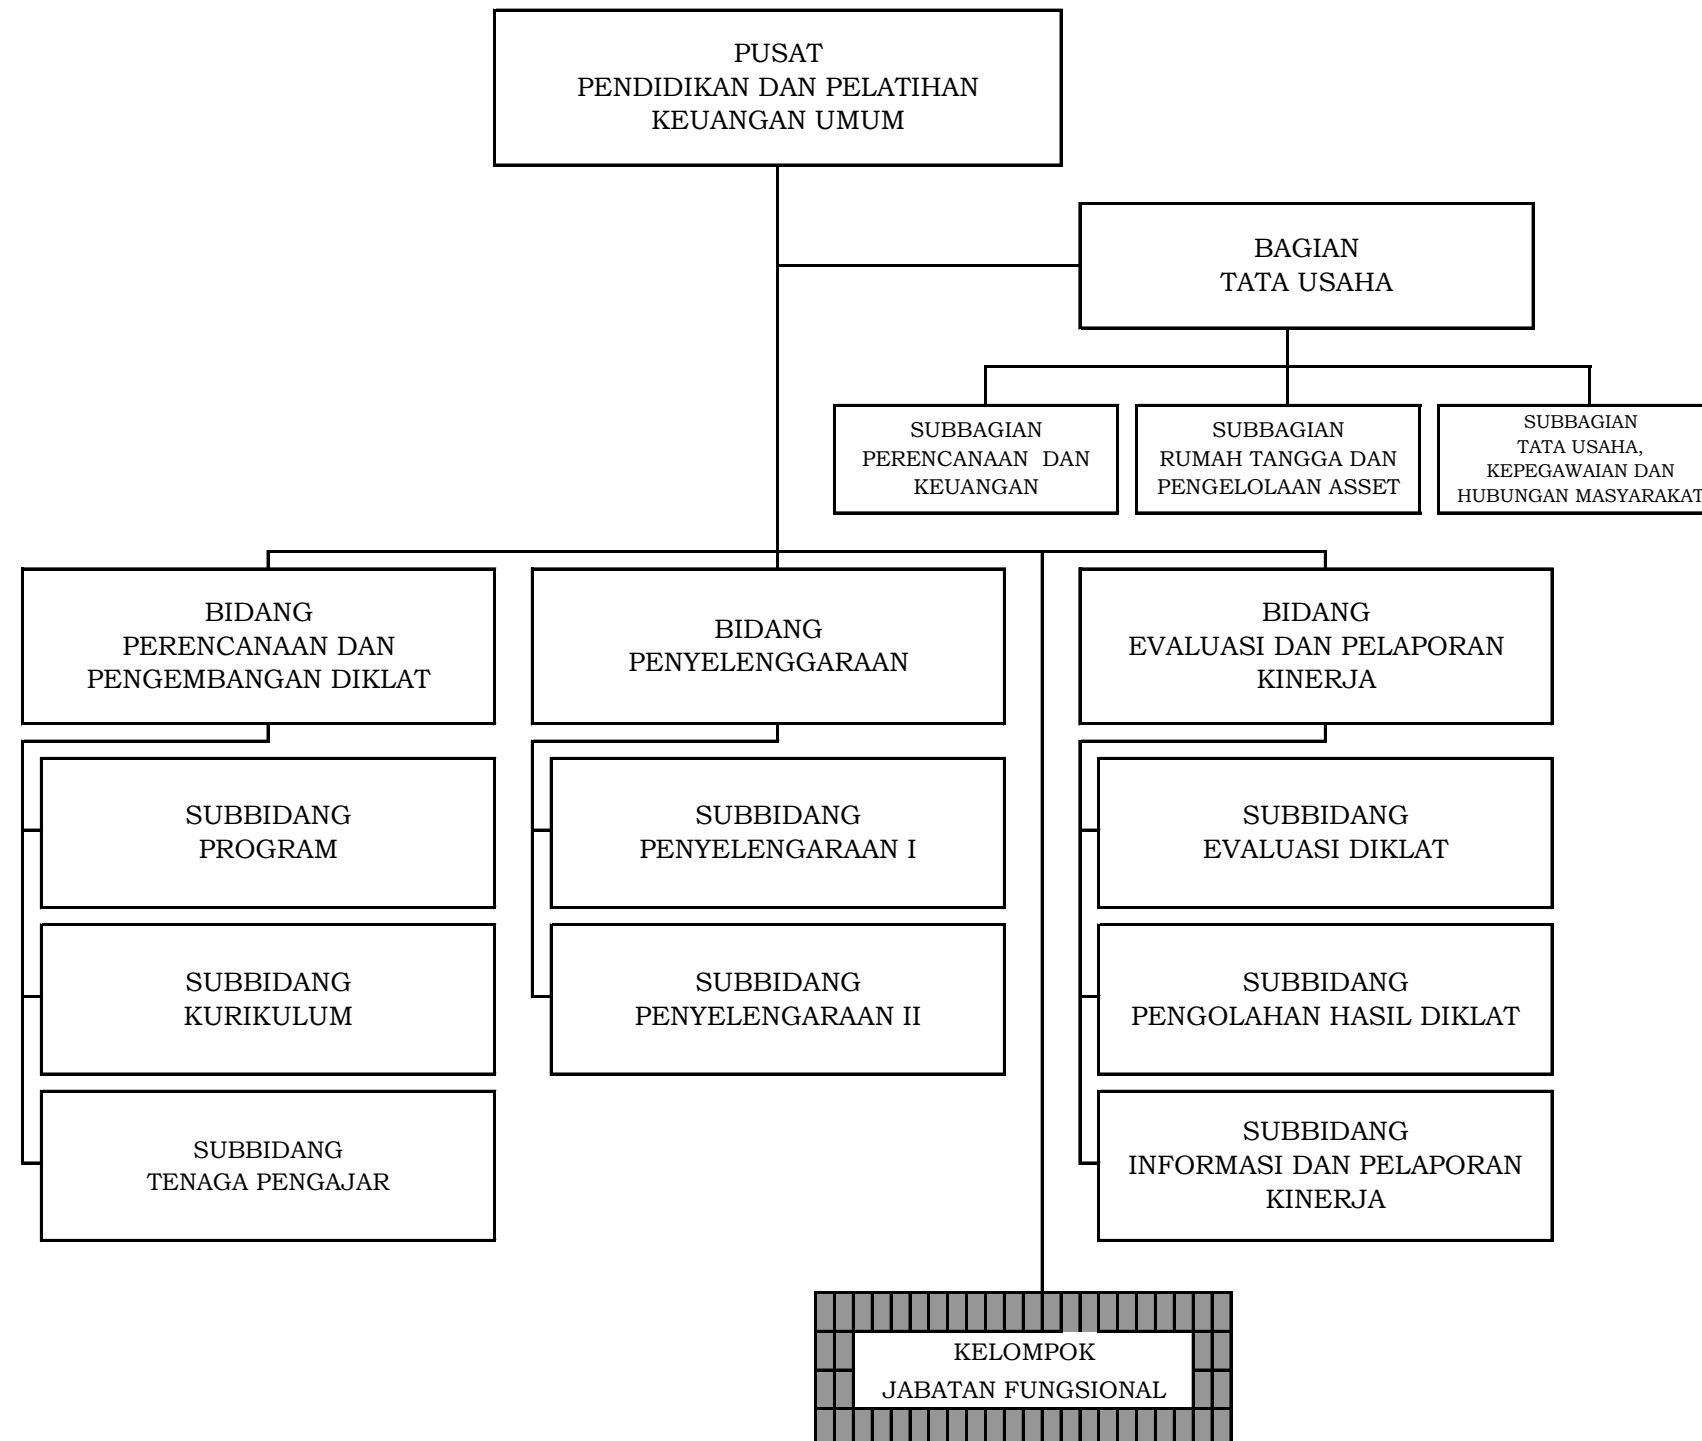 PUSAT
PENDIDIKAN DAN PELATIHAN
KEUANGAN UMUM
BAGIAN
TATA USAHA
SUBBAGIAN
PERENCANAAN DAN
KEUANGAN
SUBBAGIAN
RUMAH TANGGA DAN
PENGELOLAAN ASSET
SUBBAGIAN
TATA USAHA,
KEPEGAWAIAN DAN
HUBUNGAN MASYARAKAT
BIDANG
PERENCANAAN DAN
PENGEMBANGAN DIKLAT
BIDANG
PENYELENGGARAAN
BIDANG
EVALUASI DAN PELAPORAN
KINERJA
SUBBIDANG
PROGRAM
SUBBIDANG
PENYELENGARAAN I
SUBBIDANG
EVALUASI DIKLAT
SUBBIDANG
KURIKULUM
SUBBIDANG
PENYELENGARAAN II
SUBBIDANG
PENGOLAHAN HASIL DIKLAT
SUBBIDANG
TENAGA PENGAJAR
SUBBIDANG
INFORMASI DAN PELAPORAN
KINERJA
KELOMPOK
JABATAN FUNGSIONAL